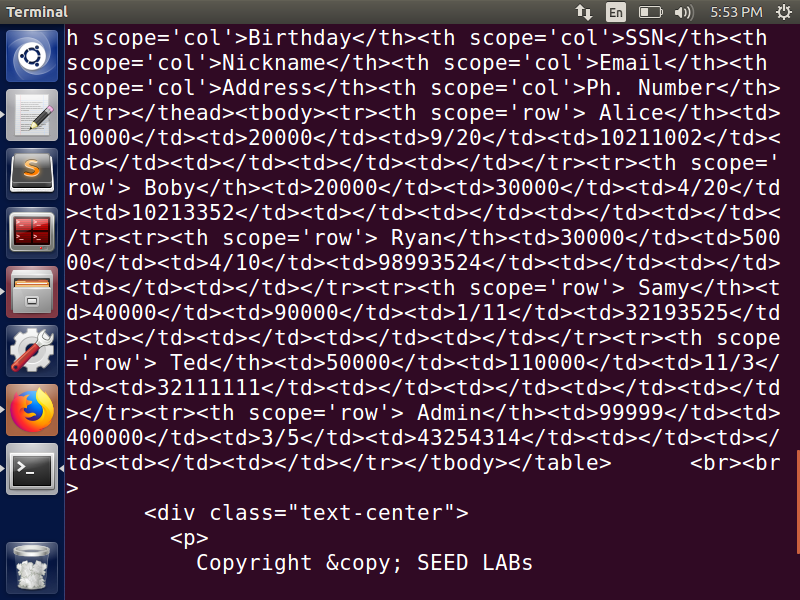 Terminal En 5:53 PM
h scope='col'>Birthday</th><th scope='col'>SSN</th><th
scope='col'>Nickname</th><th scope='col'>Email</th><th
scope='col'>Address</th><th scope='col'>Ph. Number</th>
</tr></thead><tbody><tr><th scope='row'> Alice</th><td>
10000</td><td>20000</td><td>9/20</td><td>10211002</td><
td></td><td></td><td></td><td></td></tr><tr><th scope='
row'> Boby</th><td>20000</td><td>30000</td><td>4/20</td
><td>10213352</td><td></td><td></td><td></td><td></td><
/tr><tr><th scope='row'> Ryan</th><td>30000</td><td>500
00</td><td>4/10</td><td>98993524</td><td></td><td></td>
<td></td><td></td></tr><tr><th scope='row'> Samy</th><t
d>40000</td><td>90000</td><td>1/11</td><td>32193525</td
><td></td><td></td><td></td><td></td></tr><tr><th scope
='row'> Ted</th><td>50000</td><td>110000</td><td>11/3</
td><td>32111111</td><td></td><td></td><td></td><td></td
></tr><tr><th scope='row'> Admin</th><td>99999</td><td>
400000</td><td>3/5</td><td>43254314</td><td></td><td></
td><td></td><td></td></tr></tbody></table>      <br><br
>
      <div class="text-center">
        <p>
          Copyright &copy; SEED LABs